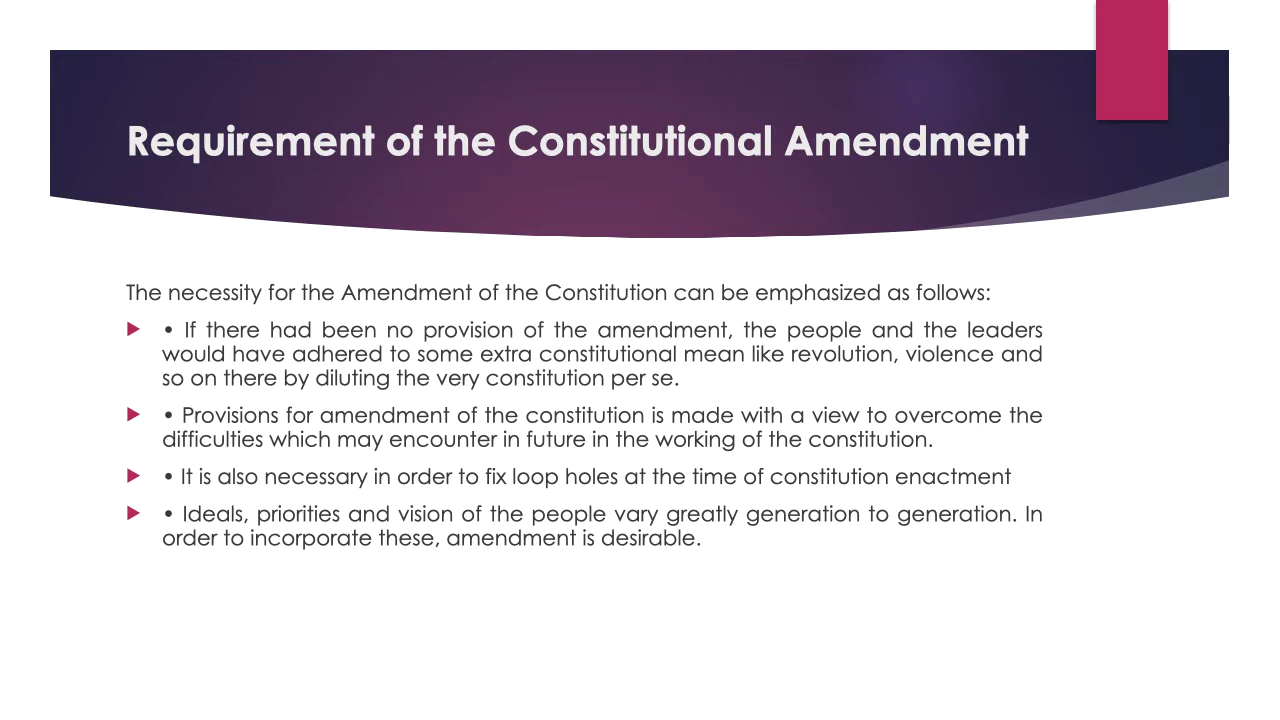 Requirement of the Constitutional Amendment
The necessity for the Amendment of the Constitution can be emphasized as follows:
• If there had been no provision of the amendment, the people and the leaders
would have adhered to some extra constitutional mean like revolution, violence and
so on there by diluting the very constitution per se.
• Provisions for amendment of the constitution is made with a view to overcome the
difficulties which may encounter in future in the working of the constitution.
• It is also necessary in order to fix loop holes at the time of constitution enactment
• Ideals, priorities and vision of the people vary greatly generation to generation. In
order to incorporate these, amendment is desirable.